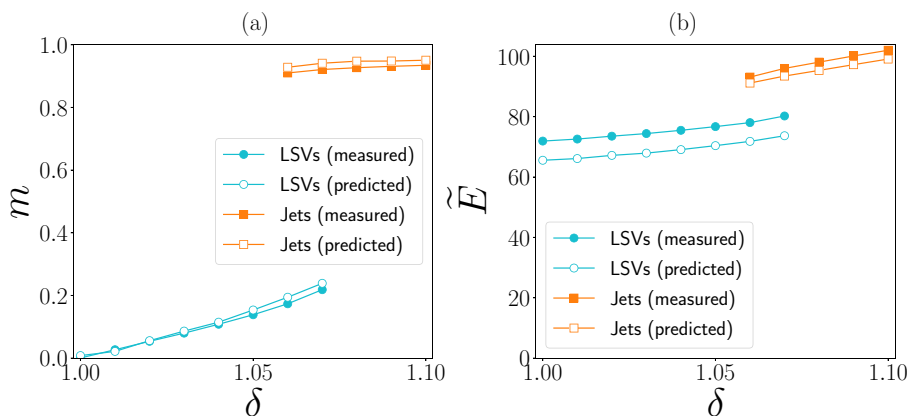 (a)
1.0
0.8
0.6
0.4
0.2
0.0
m
LSVs (measured)
LSVs (predicted)
Jets (measured)
Jets (predicted)
1.00
1.05
1.10
δ
(b)
100
80
60
40
20
0
Ẽ
LSVs (measured)
LSVs (predicted)
Jets (measured)
Jets (predicted)
1.00
1.05
1.10
δ